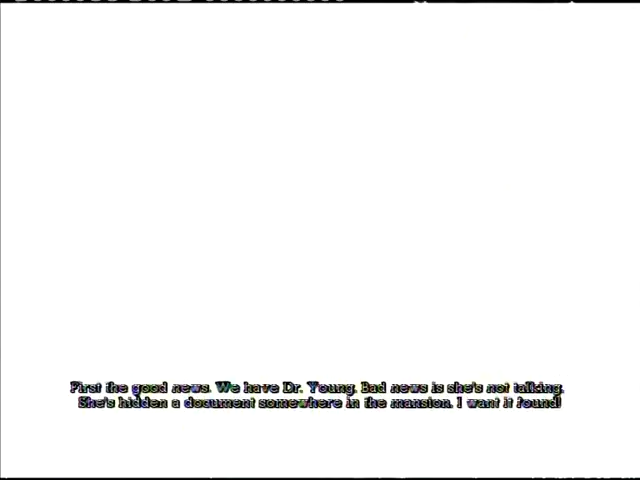 First the good news. We have Dr. Young. Bad news is she's not talking.
She's hidden a document somewhere in the mansion. I want it found!